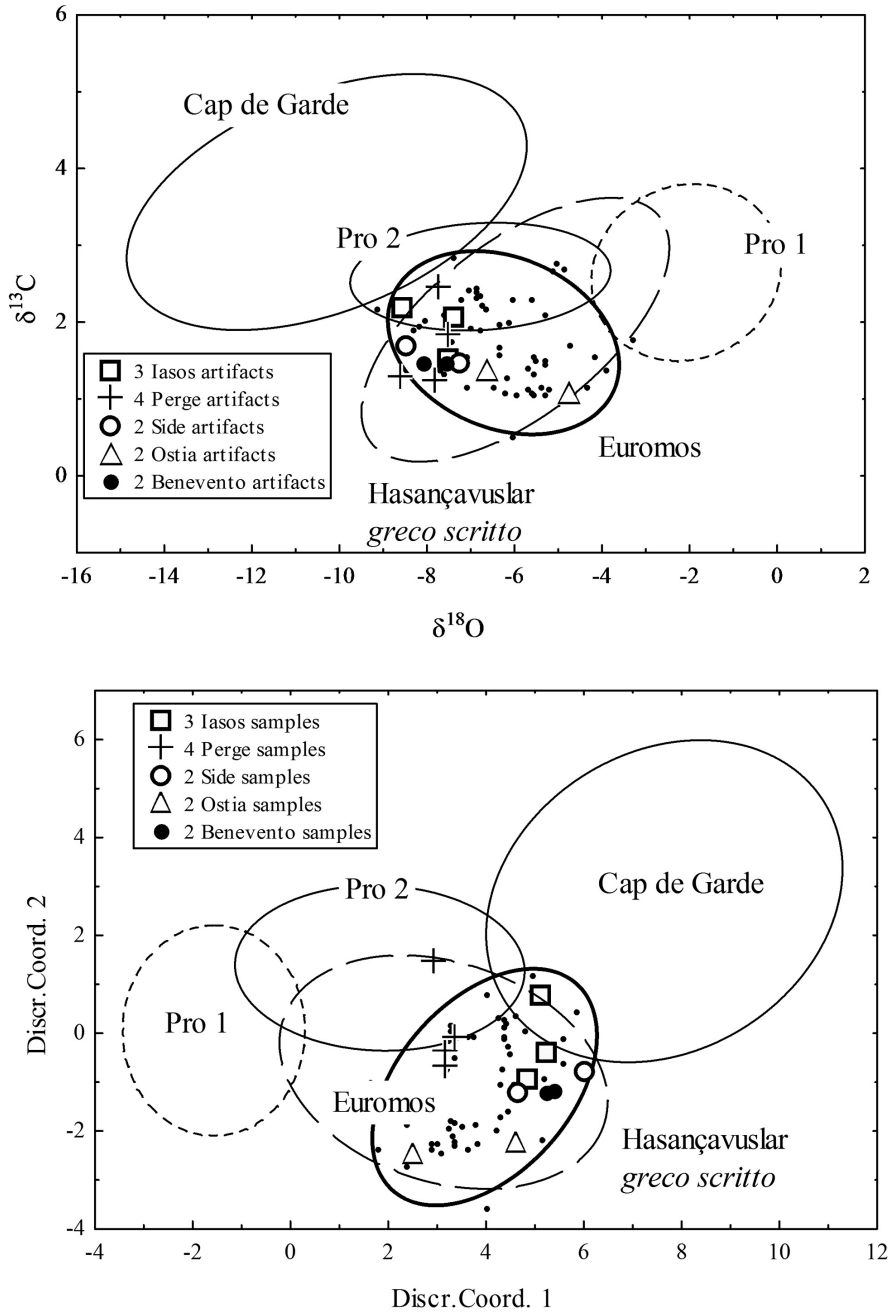 6
Cap de Garde
4
Pro 2
Pro 1
δ¹³C
2
3 Iasos artifacts
4 Perge artifacts
2 Side artifacts
2 Ostia artifacts
2 Benevento artifacts
Euromos
0
Hasançavuslar
greco scritto
-16 -14 -12 -10 -8 -6 -4 -2 0 2
δ¹⁸O
3 Iasos samples
4 Perge samples
2 Side samples
2 Ostia samples
2 Benevento samples
6
4
Cap de Garde
Pro 2
2
Discr.Coord. 2
Pro 1
0
Euromos
-2
Hasançavuslar
greco scritto
-4
-4 -2 0 2 4 6 8 10 12
Discr.Coord. 1